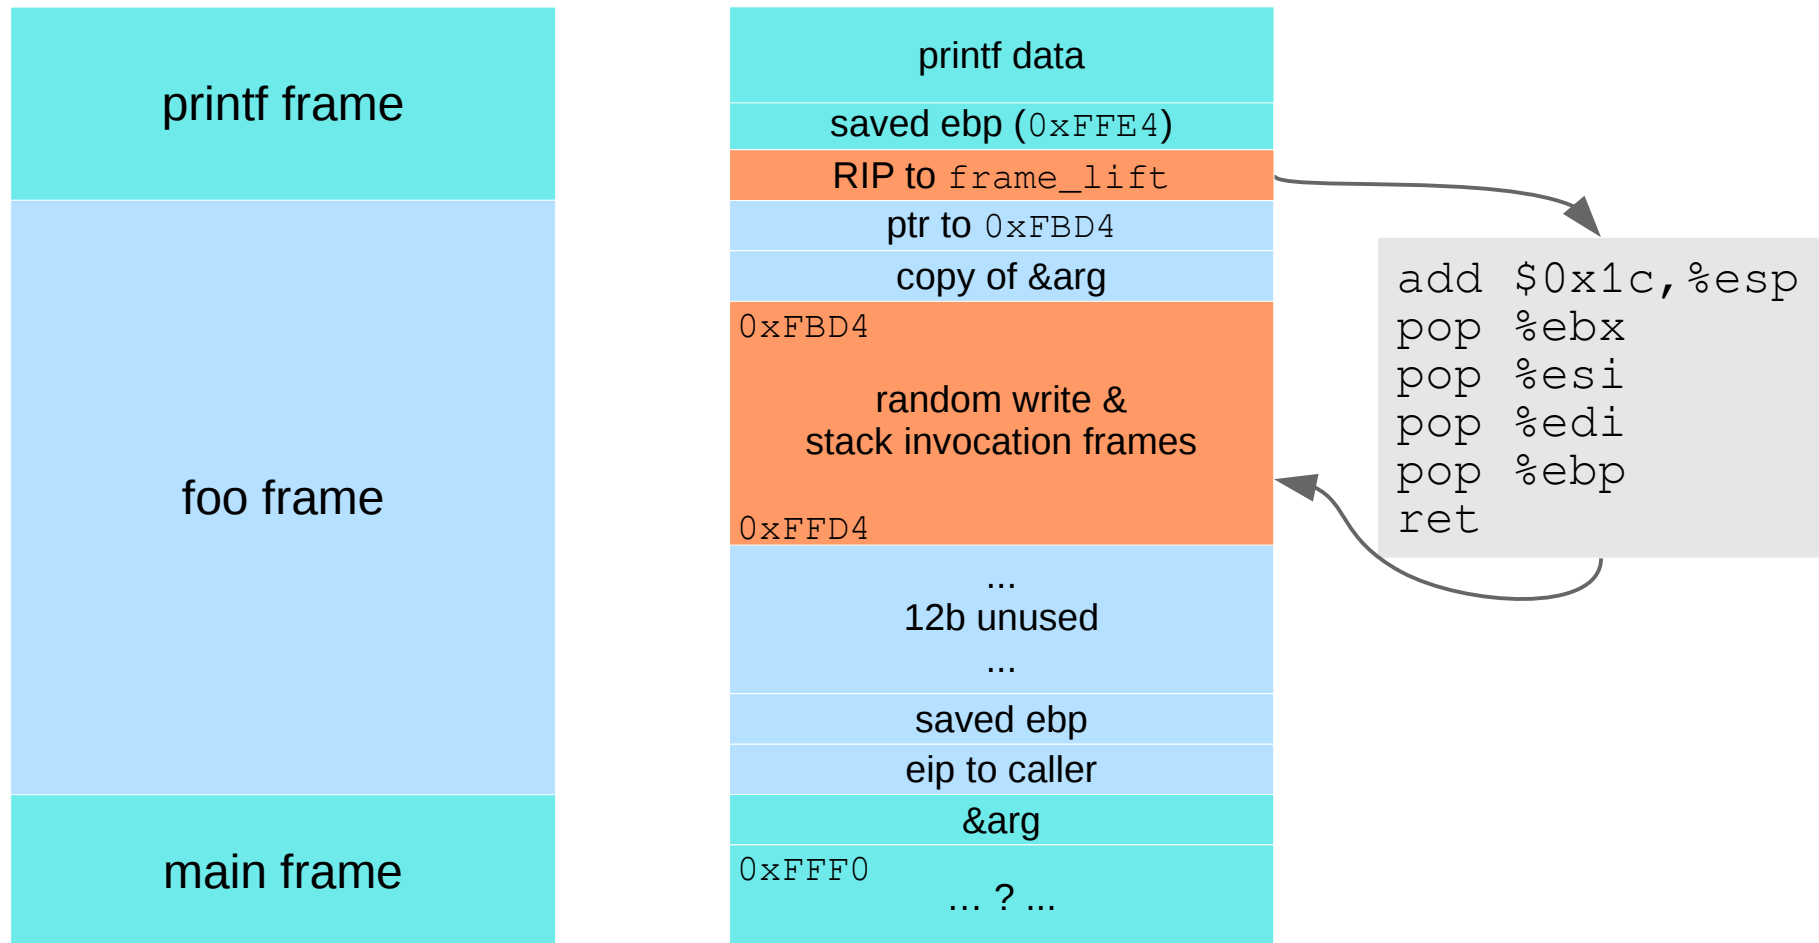 printf frame
foo frame
main frame
printf data
saved ebp (0xFFE4)
RIP to frame_lift
ptr to 0xFBD4
copy of &arg
0xFBD4
random write &
stack invocation frames
0xFFD4
...
12b unused
...
saved ebp
eip to caller
&arg
0xFFF0
... ? ...
add $0x1c,%esp
pop %ebx
pop %esi
pop %edi
pop %ebp
ret